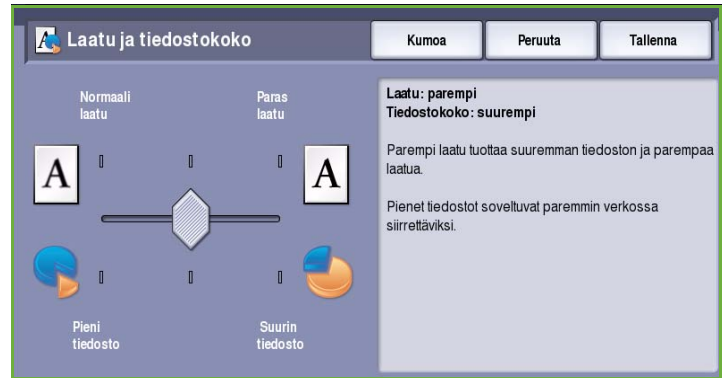 Laatu ja tiedostokoko
Kumoa
Peruuta
Tallenna
Normaali
laatu
Paras
laatu
A
A
Pieni
tiedosto
Suurin
tiedosto
Laatu: parempi
Tiedostokoko: suurempi
Parempi laatu tuottaa suuremman tiedoston ja parempaa
laatua.
Pienet tiedostot soveltuvat paremmin verkossa
siirrettäviksi.